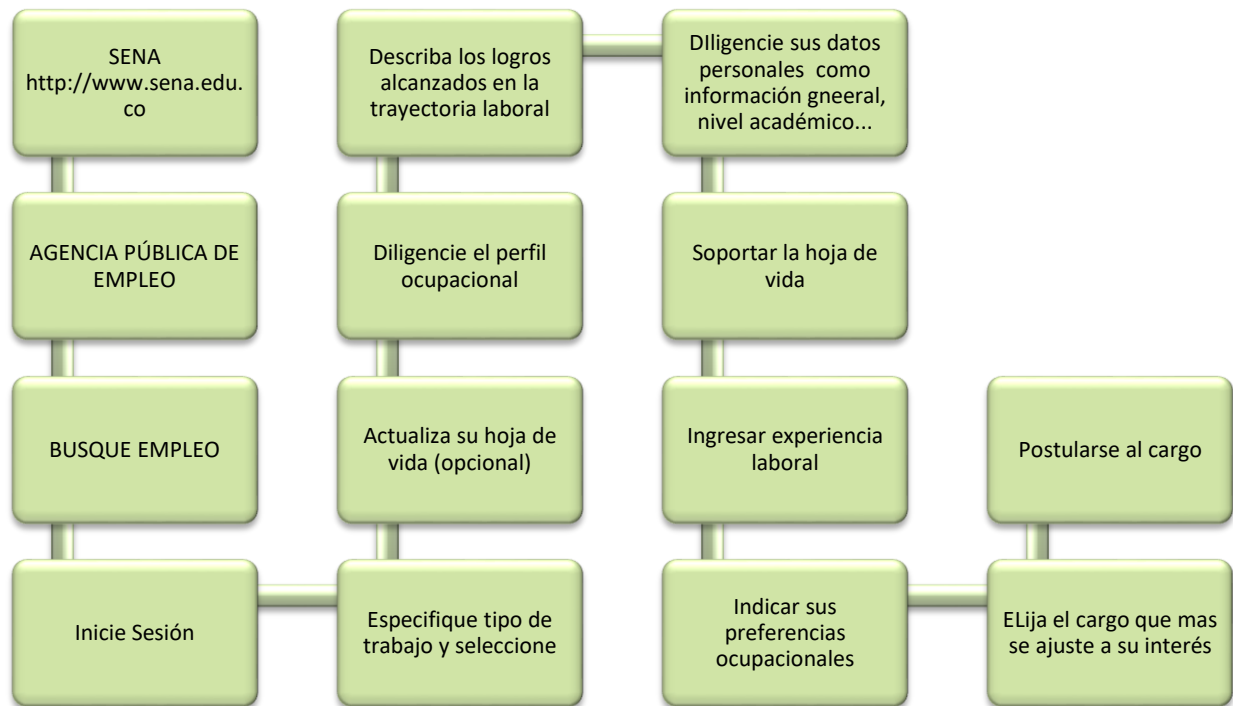 SENA
http://www.sena.edu.
co
AGENCIA PÚBLICA DE
EMPLEO
BUSQUE EMPLEO
Inicie Sesión
Especifique tipo de
trabajo y seleccione
Actualiza su hoja de
vida (opcional)
Diligencie el perfil
ocupacional
Describa los logros
alcanzados en la
trayectoria laboral
DIligencie sus datos
personales  como
información gneeral,
nivel académico...
Soportar la hoja de
vida
Ingresar experiencia
laboral
Indicar sus
preferencias
ocupacionales
ELija el cargo que mas
se ajuste a su interés
Postularse al cargo